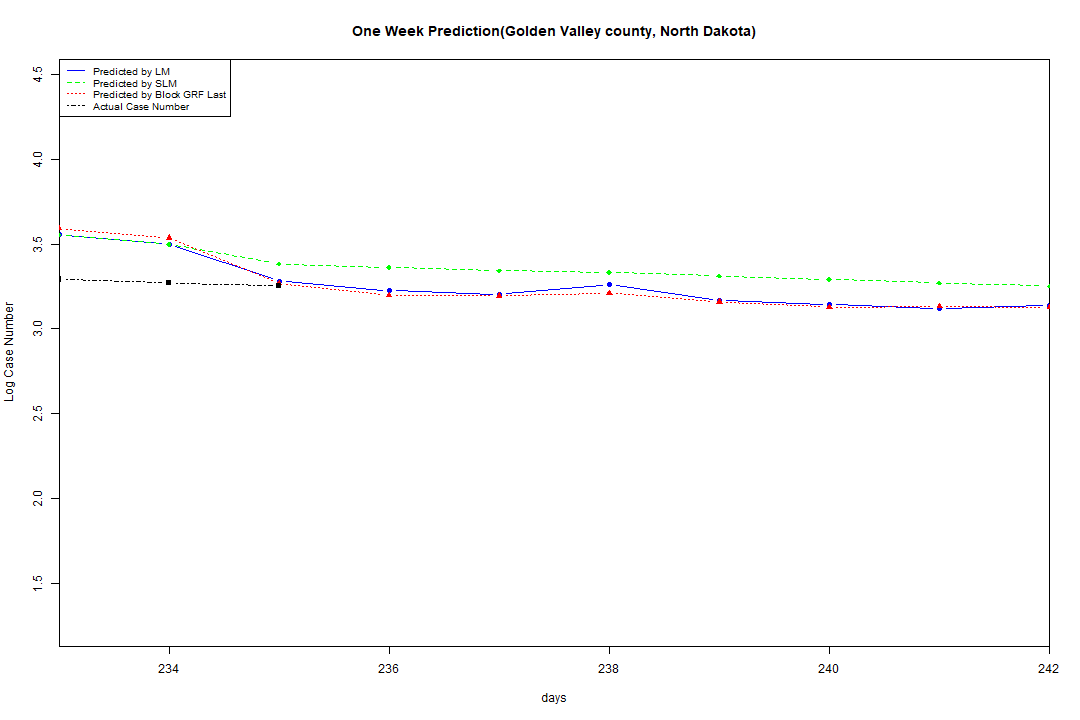 One Week Prediction(Golden Valley county, North Dakota)
Predicted by LM
Predicted by SLM
Predicted by Block GRF Last
Actual Case Number
4.5
4.0
3.5
3.0
2.5
2.0
1.5
Log Case Number
234
236
238
240
242
days